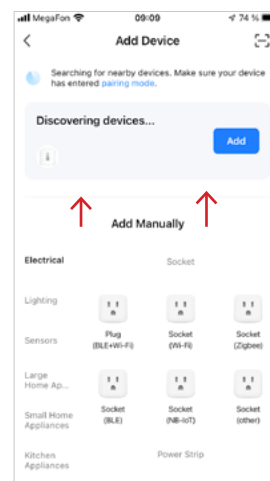 MegaFon 09:09 74 %
Add Device
Searching for nearby devices. Make sure your device
has entered pairing mode.
Discovering devices...
Add
Add Manually
Electrical
Socket
Lighting
Plug
(BLE+Wi-Fi)
Socket
(Wi-Fi)
Socket
(Zigbee)
Sensors
Large
Home Ap...
Socket
(BLE)
Socket
(NB-IoT)
Socket
(other)
Small Home
Appliances
Kitchen
Appliances
Power Strip